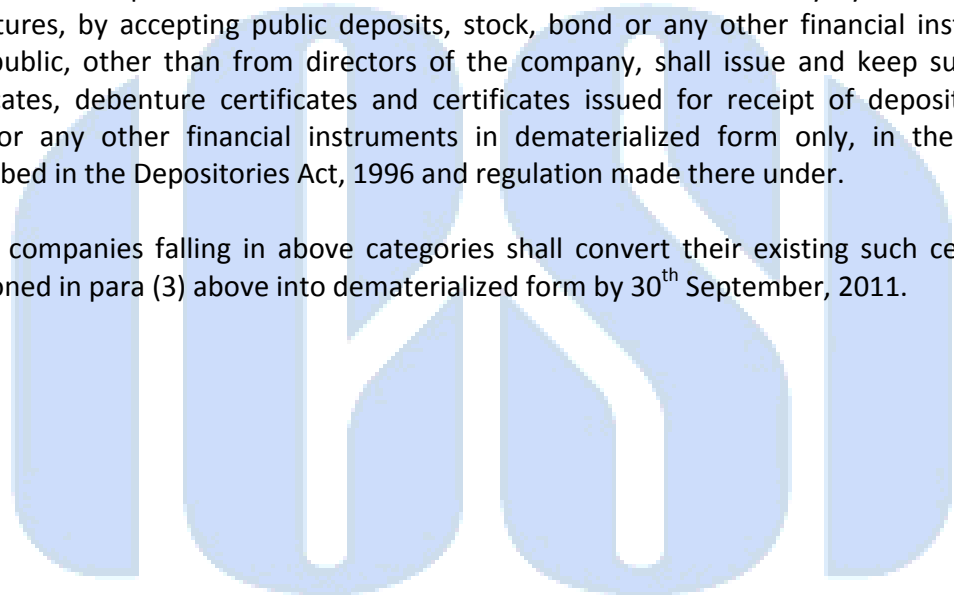 tures, by accepting public deposits, stock, bond or any other financial inst
public, other than from directors of the company, shall issue and keep su
cates, debenture certificates and certificates issued for receipt of deposit
or any other financial instruments in dematerialized form only, in the
bed in the Depositories Act, 1996 and regulation made there under.
companies falling in above categories shall convert their existing such ce
oned in para (3) above into dematerialized form by 30th September, 2011.
icsi